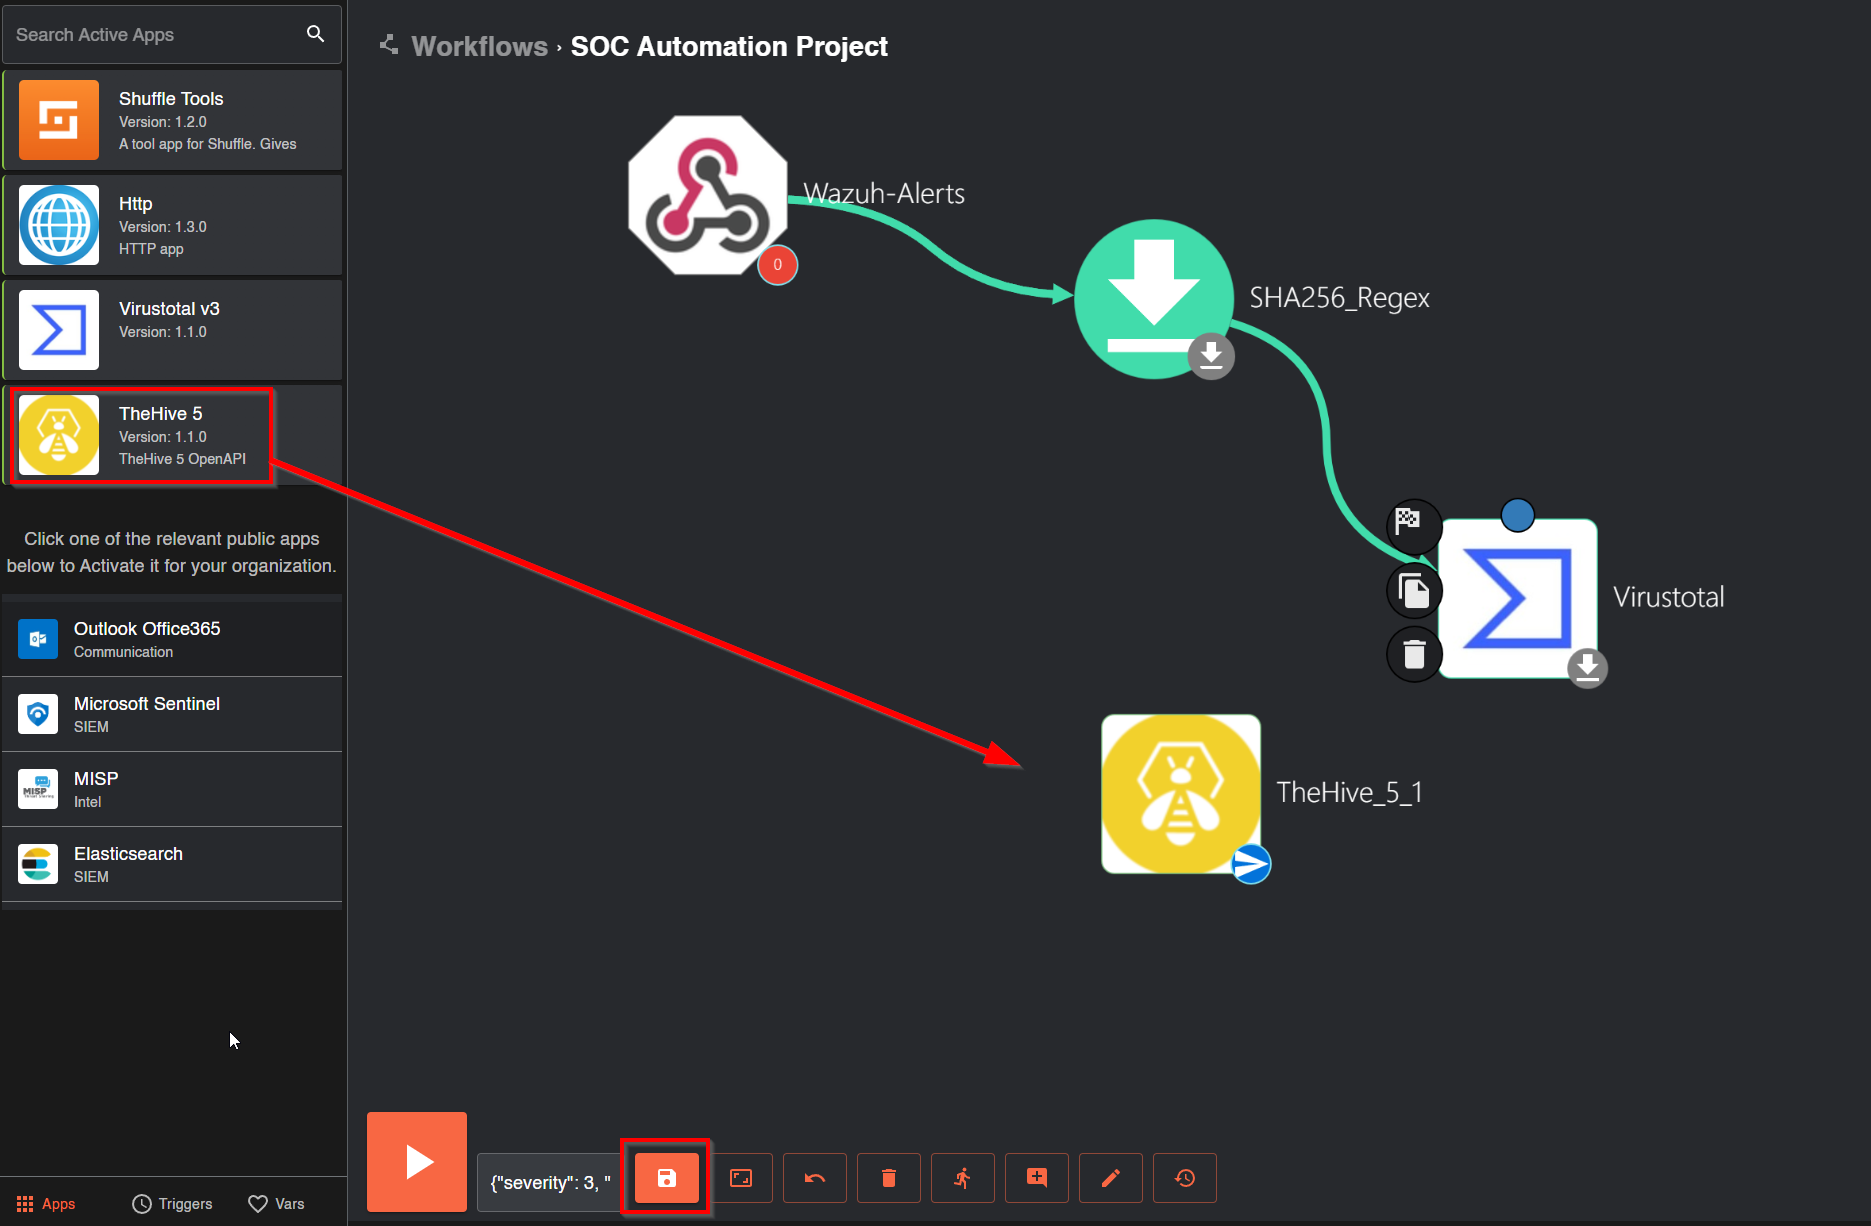 Search Active Apps
Shuffle Tools
Version: 1.2.0
A tool app for Shuffle. Gives
Http
Version: 1.3.0
HTTP app
Virustotal v3
Version: 1.1.0
TheHive 5
Version: 1.1.0
TheHive 5 OpenAPI
Click one of the relevant public apps
below to Activate it for your organization.
Outlook Office365
Communication
Microsoft Sentinel
SIEM
MISP
MISP
Intel
Elasticsearch
SIEM
Apps
Triggers
Vars
Workflows › SOC Automation Project
Wazuh-Alerts
0
SHA256_Regex
Virustotal
TheHive_5_1
{"severity": 3, "